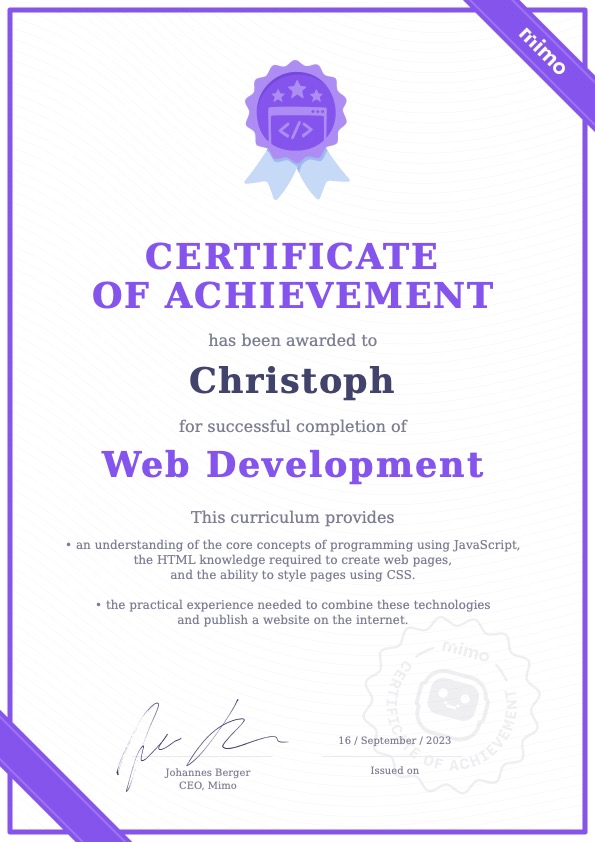 mimo
</>
CERTIFICATE
OF ACHIEVEMENT
has been awarded to
Christoph
for successful completion of
Web Development
This curriculum provides
• an understanding of the core concepts of programming using JavaScript,
the HTML knowledge required to create web pages,
and the ability to style pages using CSS.
• the practical experience needed to combine these technologies
and publish a website on the internet.
mimo
CERTIFICATE OF ACHIEVEMENT
16 / September / 2023
Johannes Berger
CEO, Mimo
Issued on